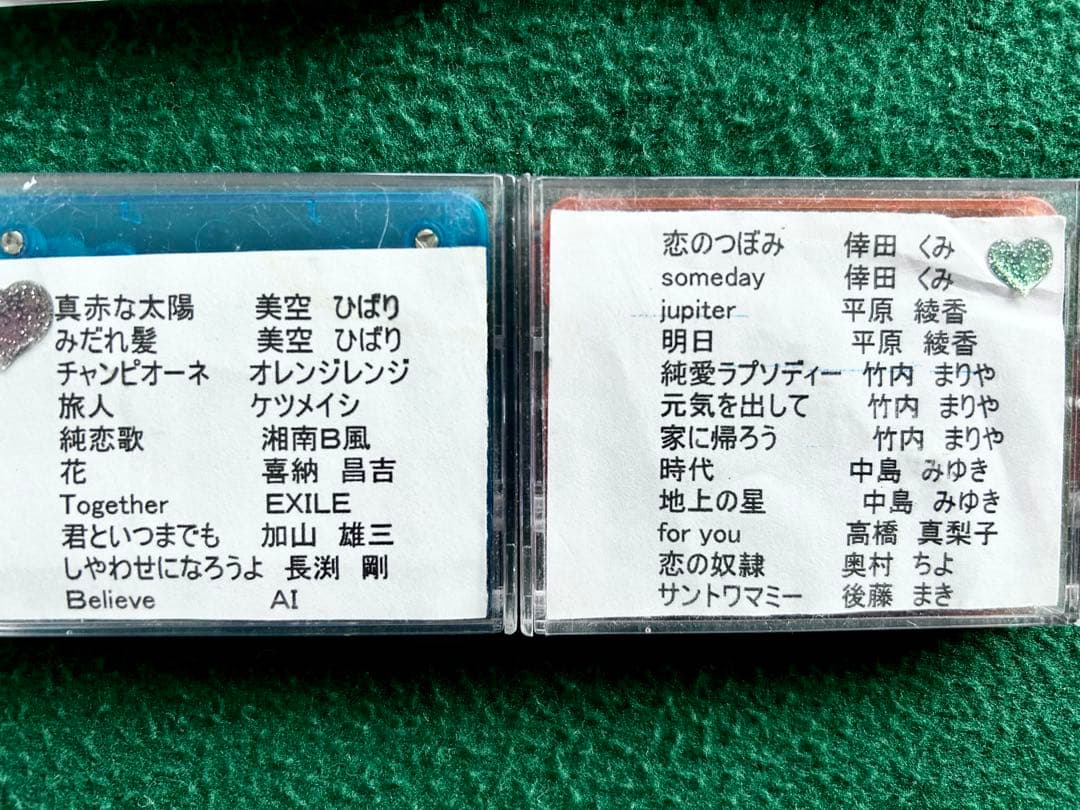 真赤な太陽 美空 ひばり
みだれ髪 美空 ひばり
チャンピオーネ オレンジレンジ
旅人 ケツメイシ
純恋歌 湘南B風
花 喜納 昌吉
Together EXILE
君といつまでも 加山 雄三
しやわせになろうよ 長渕 剛
Believe AI
恋のつぼみ 倖田 くみ
someday 倖田 くみ
jupiter 平原 綾香
明日 平原 綾香
純愛ラプソディー 竹内 まりや
元気を出して 竹内 まりや
家に帰ろう 竹内 まりや
時代 中島 みゆき
地上の星 中島 みゆき
for you 高橋 真梨子
恋の奴隷 奥村 ちよ
サントワマミー 後藤 まき